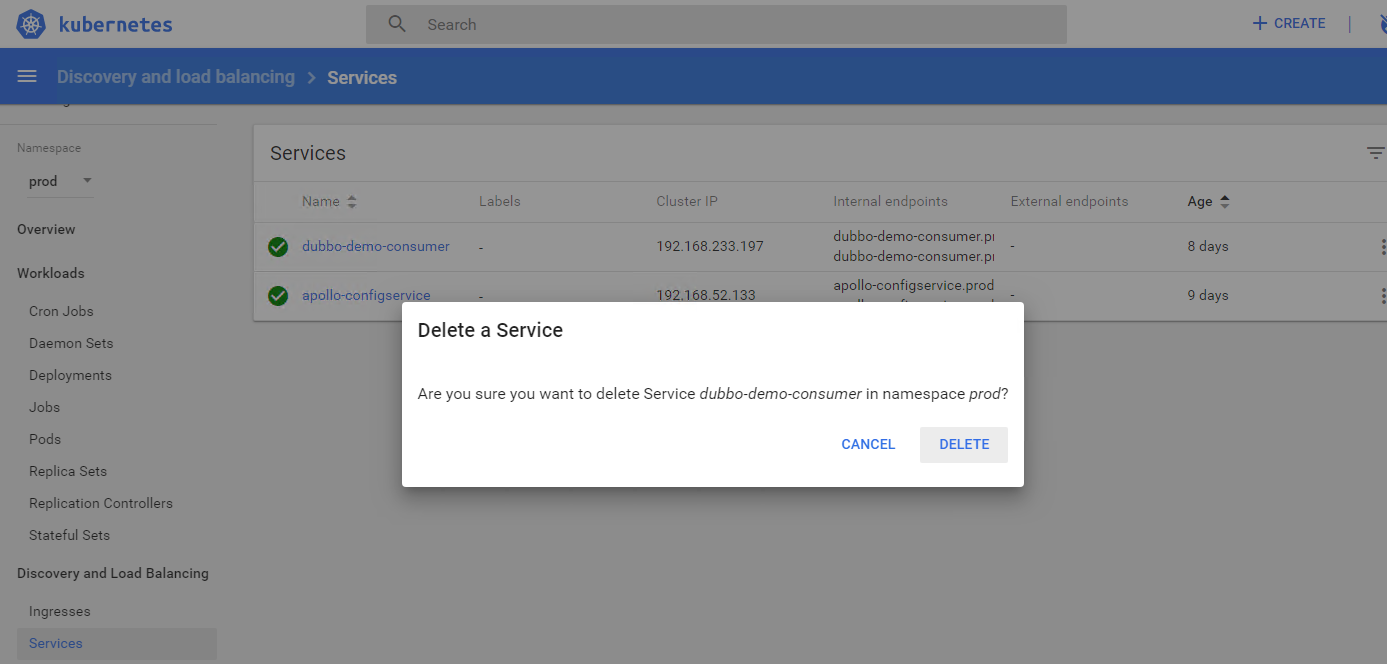 kubernetes
Search
CREATE
Discovery and load balancing > Services
Namespace
prod
Overview
Workloads
Cron Jobs
Daemon Sets
Deployments
Jobs
Pods
Replica Sets
Replication Controllers
Stateful Sets
Discovery and Load Balancing
Ingresses
Services
Services
Name Labels Cluster IP Internal endpoints External endpoints Age
dubbo-demo-consumer - 192.168.233.197 dubbo-demo-consumer.pr - 8 days
dubbo-demo-consumer.pr
apollo-configservice - 192.168.52.133 apollo-configservice.prod - 9 days
Delete a Service
Are you sure you want to delete Service dubbo-demo-consumer in namespace prod?
CANCEL DELETE